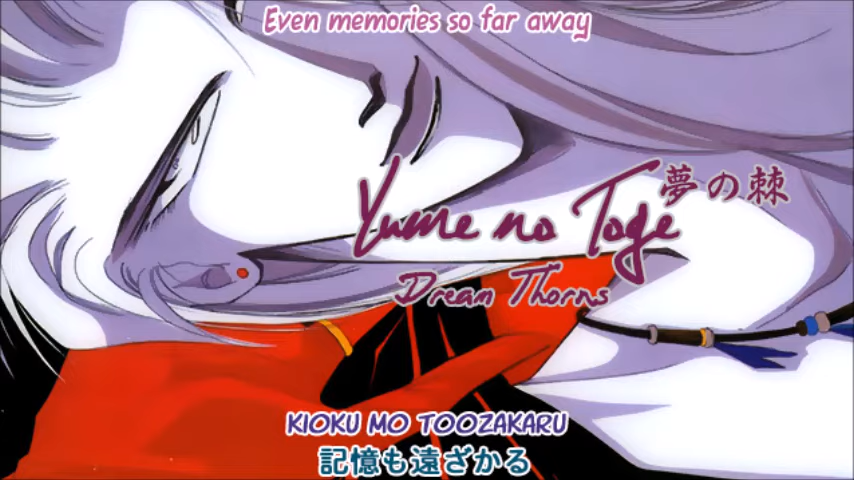 Even memories so far away
Yume no Toge 夢の棘
Dream Thorns
KIOKU MO TOOZAKARU
記憶も遠ざかる